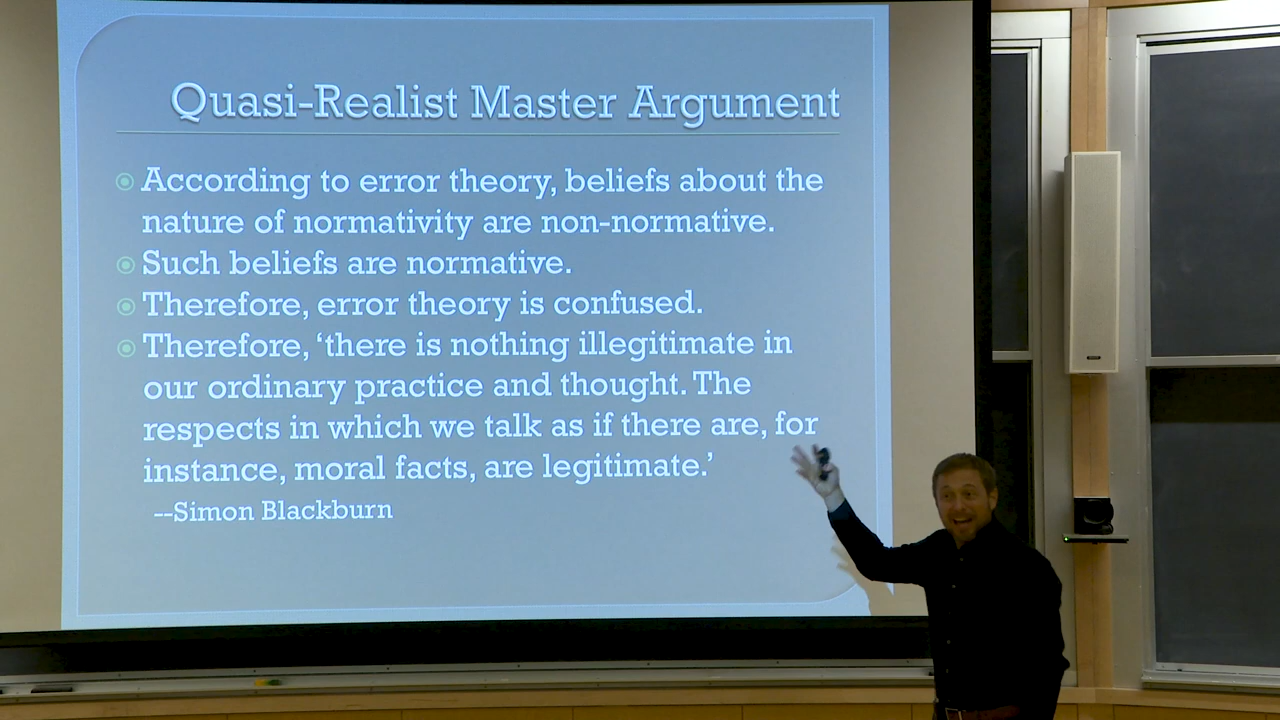 Quasi-Realist Master Argument
According to error theory, beliefs about the
nature of normativity are non-normative.
Such beliefs are normative.
Therefore, error theory is confused.
Therefore, ‘there is nothing illegitimate in
our ordinary practice and thought. The
respects in which we talk as if there are, for
instance, moral facts, are legitimate.’
--Simon Blackburn